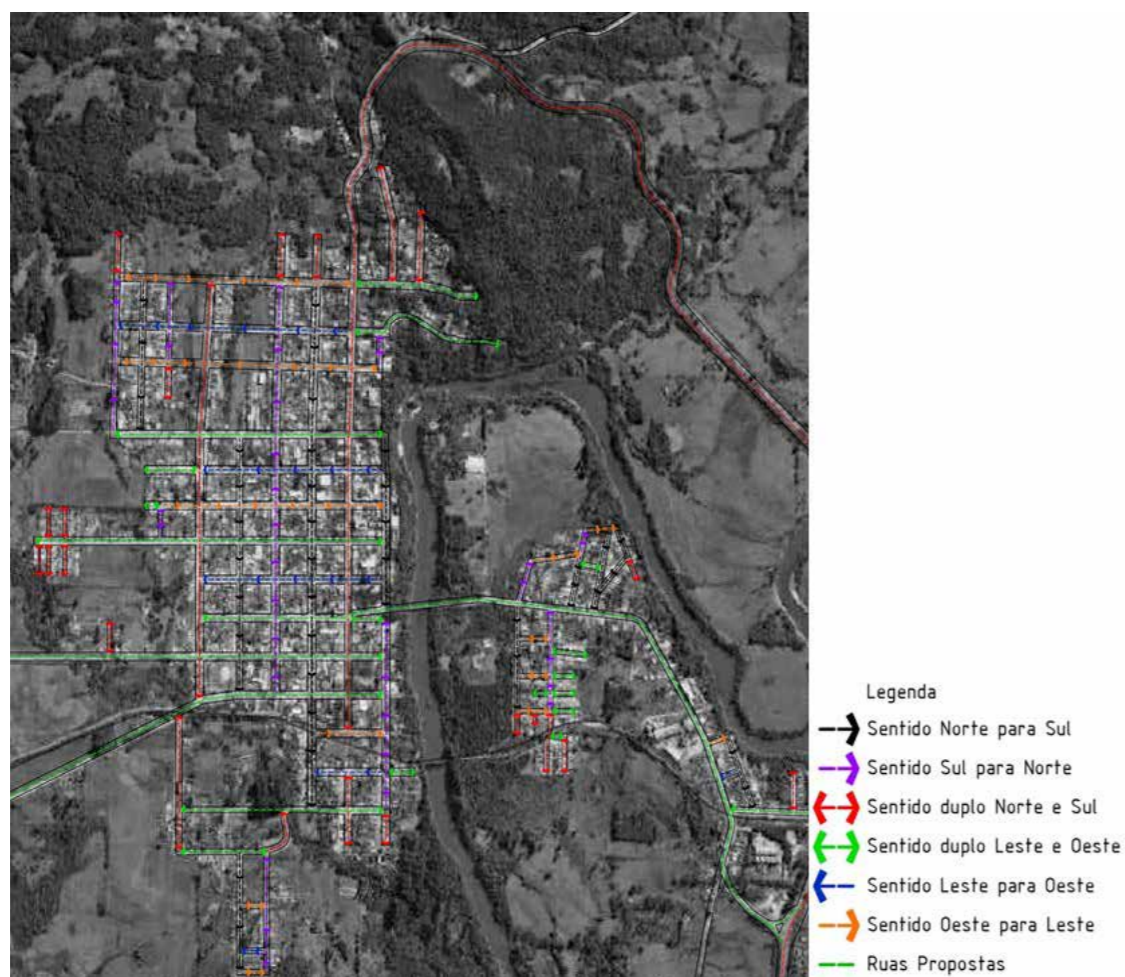 Legenda
Sentido Norte para Sul
Sentido Sul para Norte
Sentido duplo Norte e Sul
Sentido duplo Leste e Oeste
Sentido Leste para Oeste
Sentido Oeste para Leste
Ruas Propostas